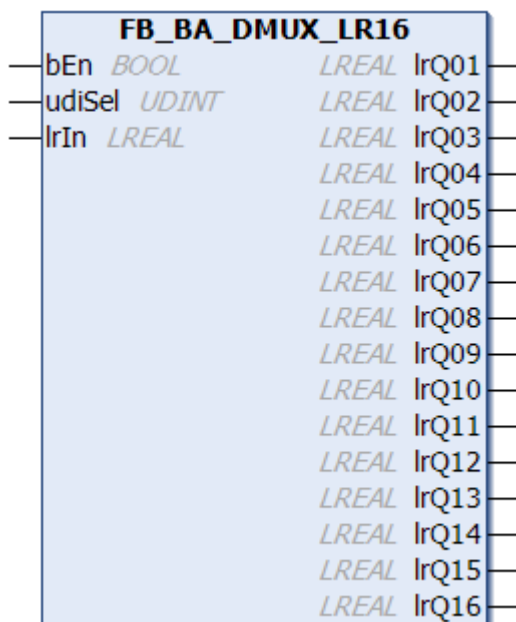 FB_BA_DMUX_LR16
bEn BOOL LREAL lrQ01
udiSel UDINT LREAL lrQ02
lrIn LREAL LREAL lrQ03
LREAL lrQ04
LREAL lrQ05
LREAL lrQ06
LREAL lrQ07
LREAL lrQ08
LREAL lrQ09
LREAL lrQ10
LREAL lrQ11
LREAL lrQ12
LREAL lrQ13
LREAL lrQ14
LREAL lrQ15
LREAL lrQ16